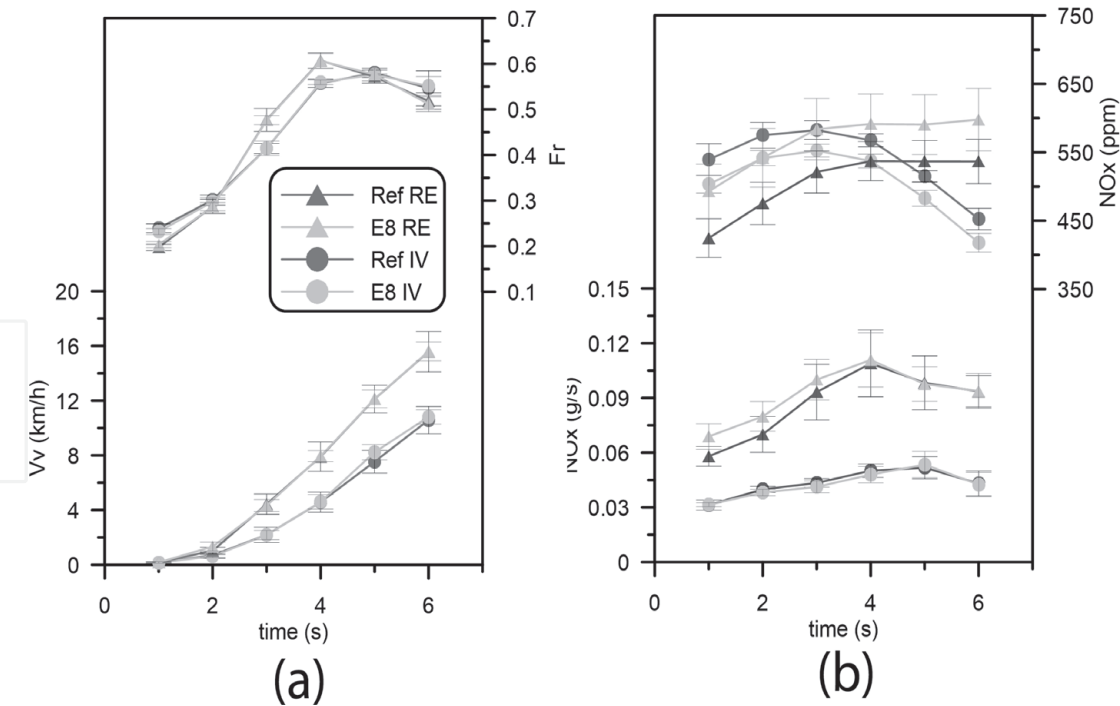 0.7
0.6
0.5
0.4
0.3
0.2
0.1
Fr
Ref RE
E8 RE
Ref IV
E8 IV
20
16
12
8
4
0
Vv (km/h)
0 2 4 6
time (s)
(a)
750
650
550
450
350
NOx (ppm)
0.15
0.12
0.09
0.06
0.03
0
NOx (g/s)
0 2 4 6
time (s)
(b)